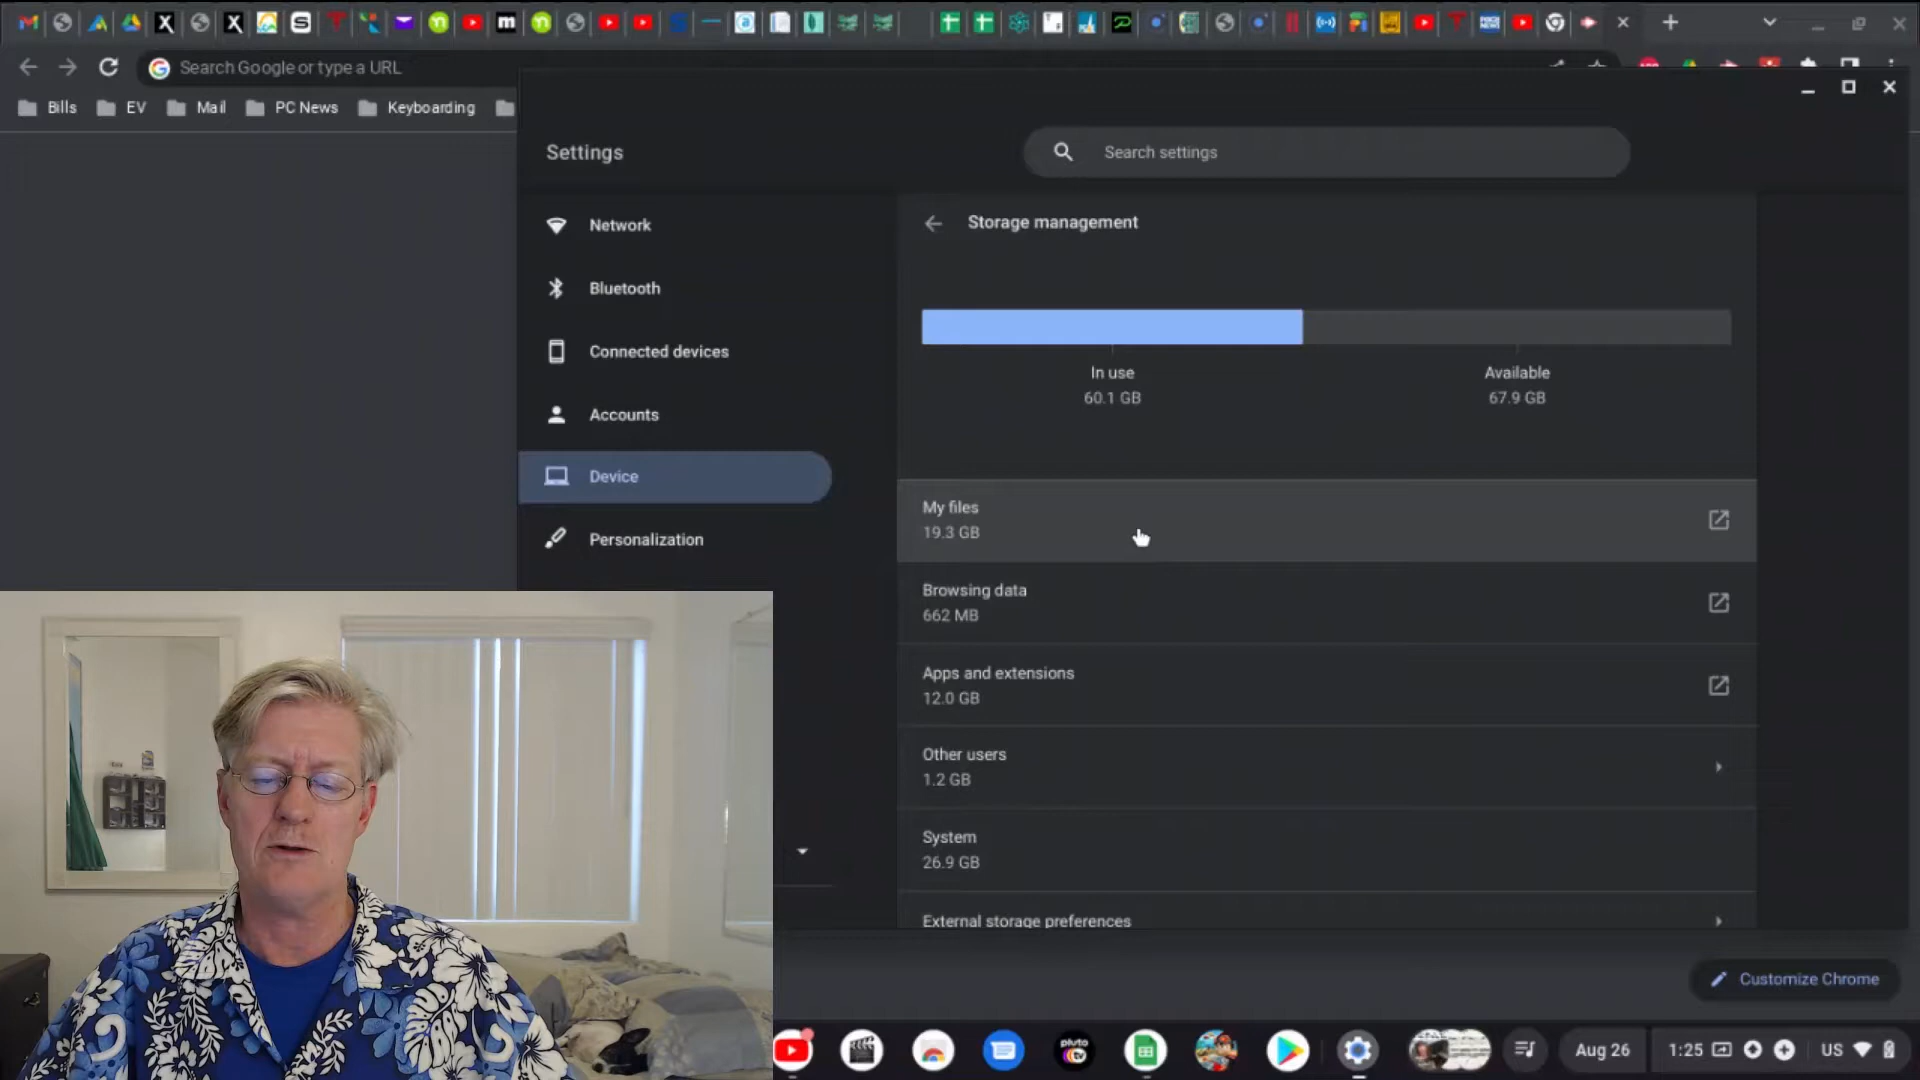 Search Google or type a URL
Bills
EV
Mail
PC News
Keyboarding
Settings
Search settings
Network
Bluetooth
Connected devices
Accounts
Device
Personalization
Storage management
In use
60.1 GB
Available
67.9 GB
My files
19.3 GB
Browsing data
662 MB
Apps and extensions
12.0 GB
Other users
1.2 GB
System
26.9 GB
External storage preferences
Customize Chrome
pluto tv
Aug 26
1:25
US